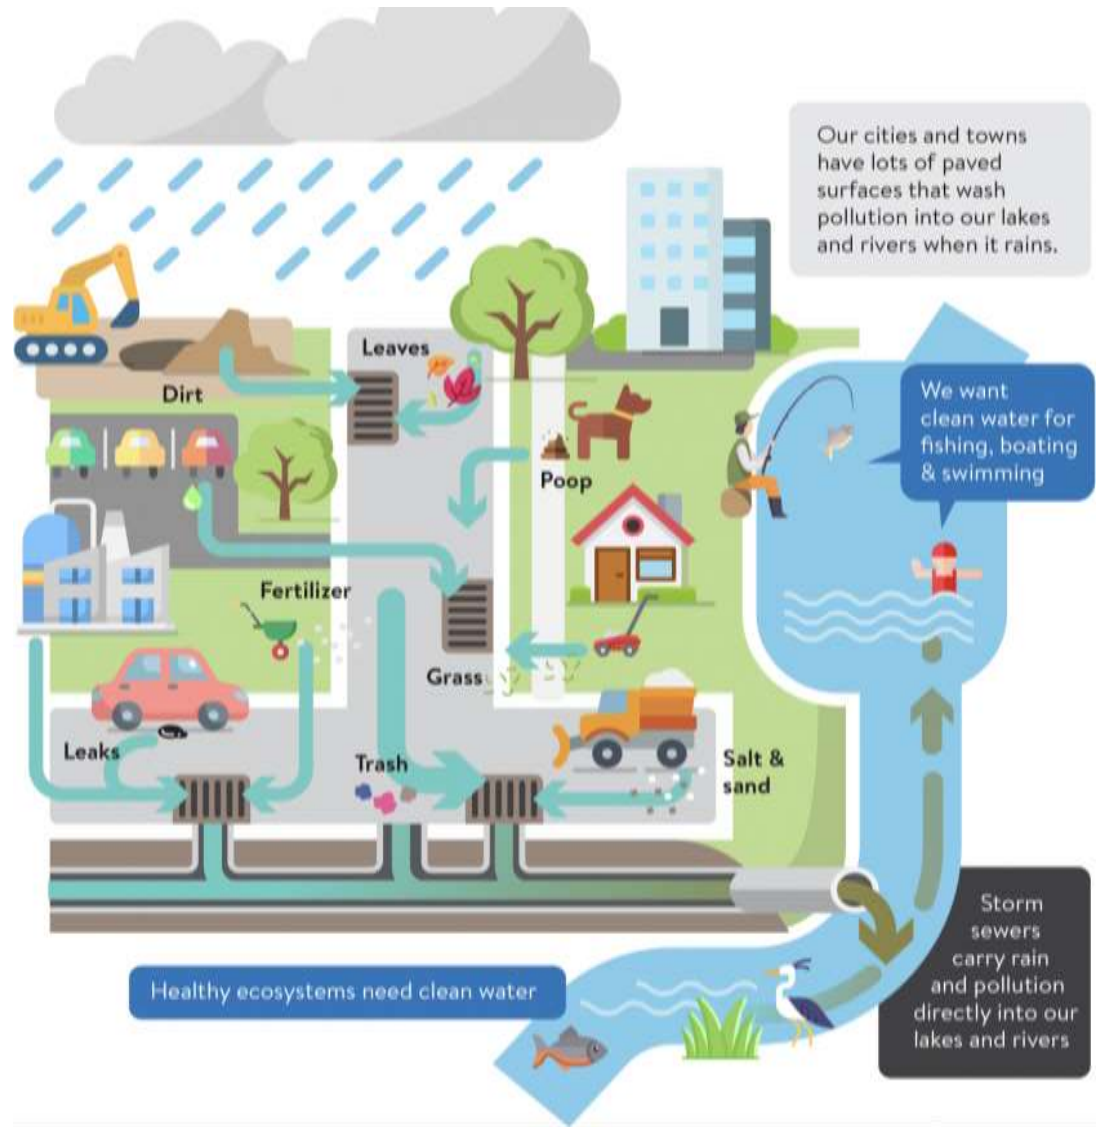 Our cities and towns
have lots of paved
surfaces that wash
pollution into our lakes
and rivers when it rains.
Leaves
Dirt
We want
clean water for
fishing, boating
& swimming
Poop
Fertilizer
Grass
Leaks
Trash
Salt &
sand
Storm
sewers
carry rain
and pollution
directly into our
lakes and rivers
Healthy ecosystems need clean water